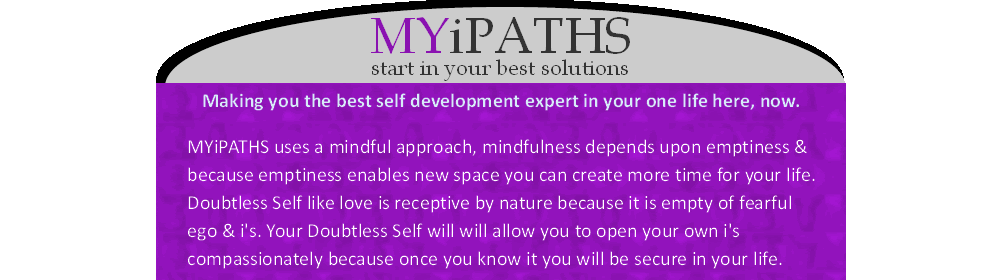 MYiPATHS
start in your best solutions
Making you the best self development expert in your one life here, now.
MYiPATHS uses a mindful approach, mindfulness depends upon emptiness &
because emptiness enables new space you can create more time for your life.
Doubtless Self like love is receptive by nature because it is empty of fearful
ego & i's. Your Doubtless Self will will allow you to open your own i's
compassionately because once you know it you will be secure in your life.